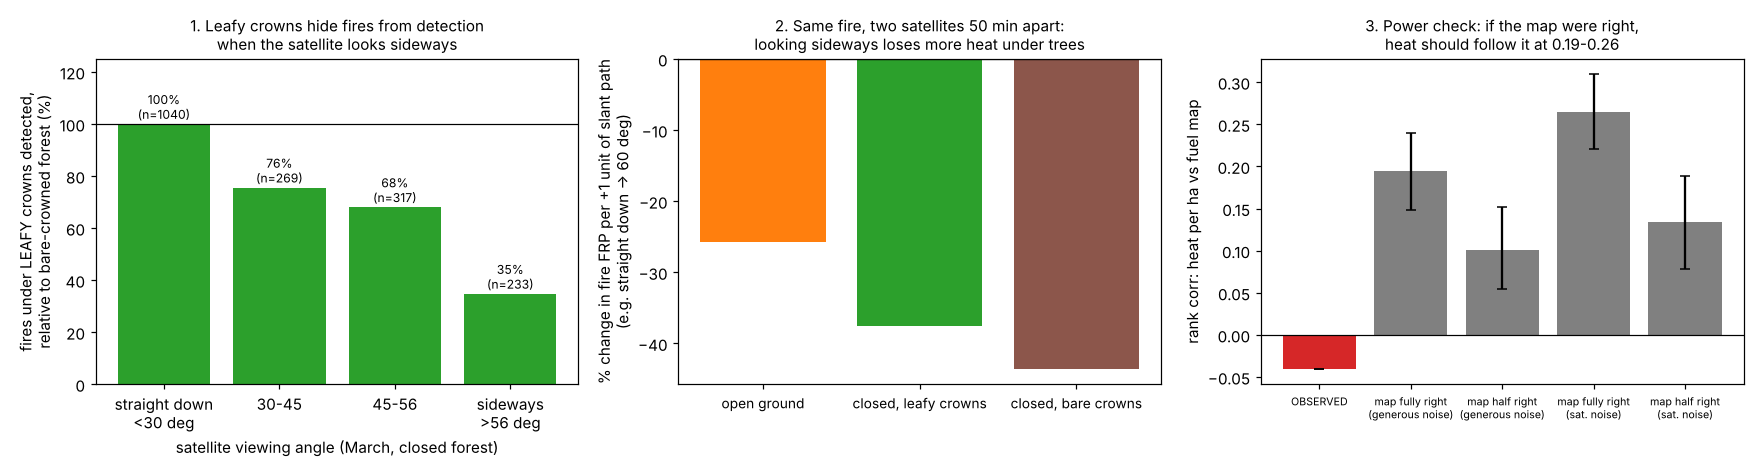 1. Leafy crowns hide fires from detection
when the satellite looks sideways
fires under LEAFY crowns detected,
relative to bare-crowned forest (%)
120
100
80
60
40
20
0
100%
(n=1040)
76%
(n=269)
68%
(n=317)
35%
(n=233)
straight down
<30 deg
30-45
45-56
sideways
>56 deg
satellite viewing angle (March, closed forest)
2. Same fire, two satellites 50 min apart:
looking sideways loses more heat under trees
% change in fire FRP per +1 unit of slant path
(e.g. straight down → 60 deg)
0
−10
−20
−30
−40
open ground
closed, leafy crowns
closed, bare crowns
3. Power check: if the map were right,
heat should follow it at 0.19-0.26
rank corr: heat per ha vs fuel map
0.30
0.25
0.20
0.15
0.10
0.05
0.00
−0.05
OBSERVED
map fully right
(generous noise)
map half right
(generous noise)
map fully right
(sat. noise)
map half right
(sat. noise)